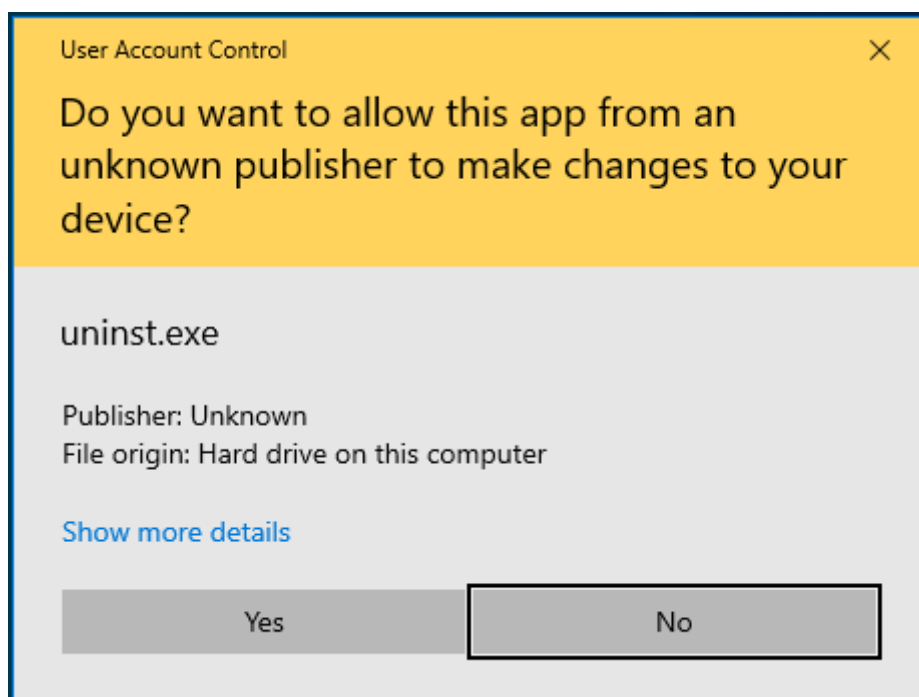 User Account Control
Do you want to allow this app from an
unknown publisher to make changes to your
device?
uninst.exe
Publisher: Unknown
File origin: Hard drive on this computer
Show more details
Yes
No